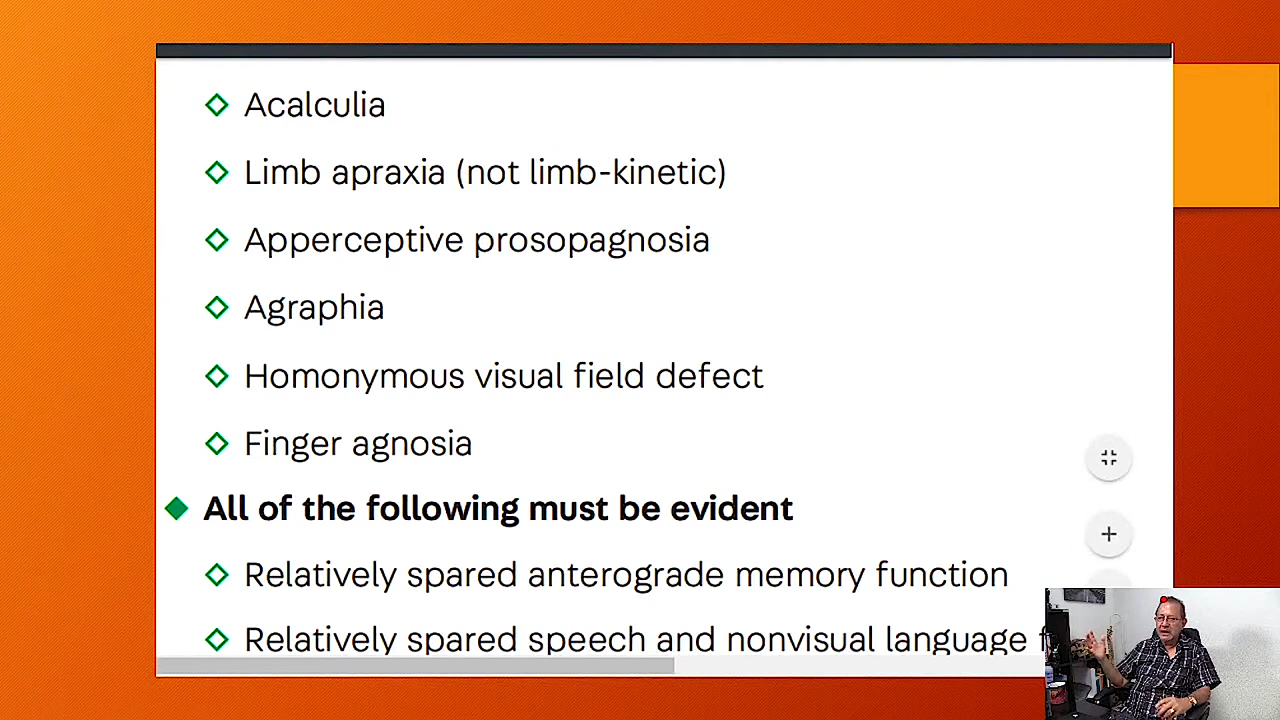 Acalculia
Limb apraxia (not limb-kinetic)
Apperceptive prosopagnosia
Agraphia
Homonymous visual field defect
Finger agnosia
All of the following must be evident
Relatively spared anterograde memory function
Relatively spared speech and nonvisual language